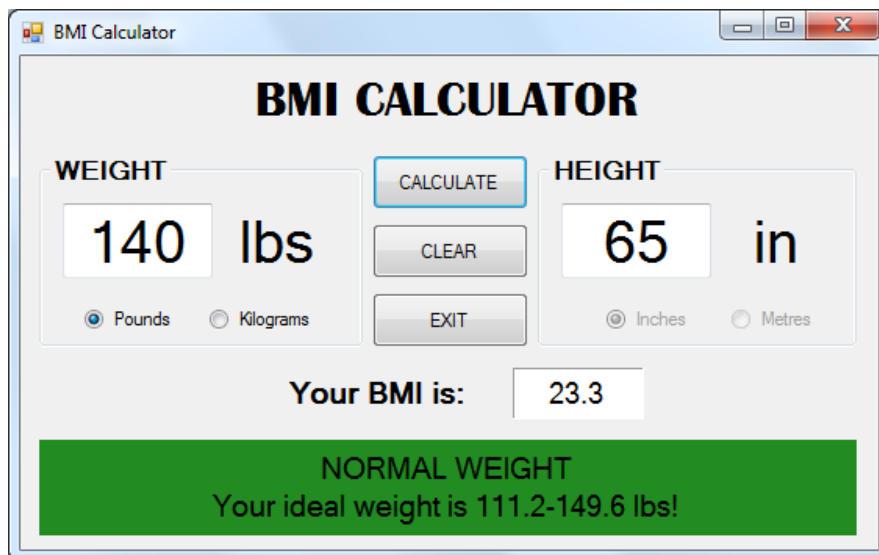 BMI Calculator
BMI CALCULATOR
WEIGHT
140 lbs
Pounds Kilograms
CALCULATE
CLEAR
EXIT
HEIGHT
65 in
Inches Metres
Your BMI is: 23.3
NORMAL WEIGHT
Your ideal weight is 111.2-149.6 lbs!